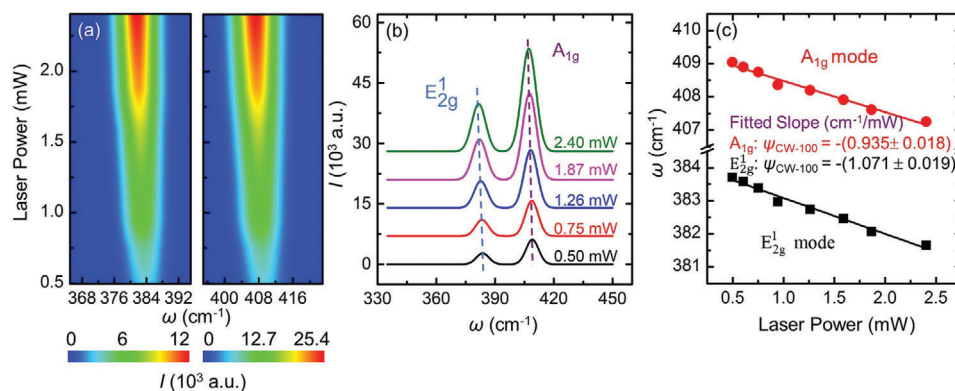 (a)
Laser Power (mW)
2.0
1.5
1.0
0.5
368 376 384 392
400 408 416
ω (cm⁻¹)
0 6 12
0 12.7 25.4
I (10³ a.u.)
(b)
A₁g
E¹₂g
I (10³ a.u.)
60
45
30
15
0
2.40 mW
1.87 mW
1.26 mW
0.75 mW
0.50 mW
330 360 390 420 450
ω (cm⁻¹)
(c)
ω (cm⁻¹)
410
409
408
407
384
383
382
381
A₁g mode
Fitted Slope (cm⁻¹/mW)
A₁g: ψCW-100 = -(0.935± 0.018)
E¹₂g: ψCW-100 = -(1.071 ± 0.019)
E¹₂g mode
0.5 1.0 1.5 2.0 2.5
Laser Power (mW)